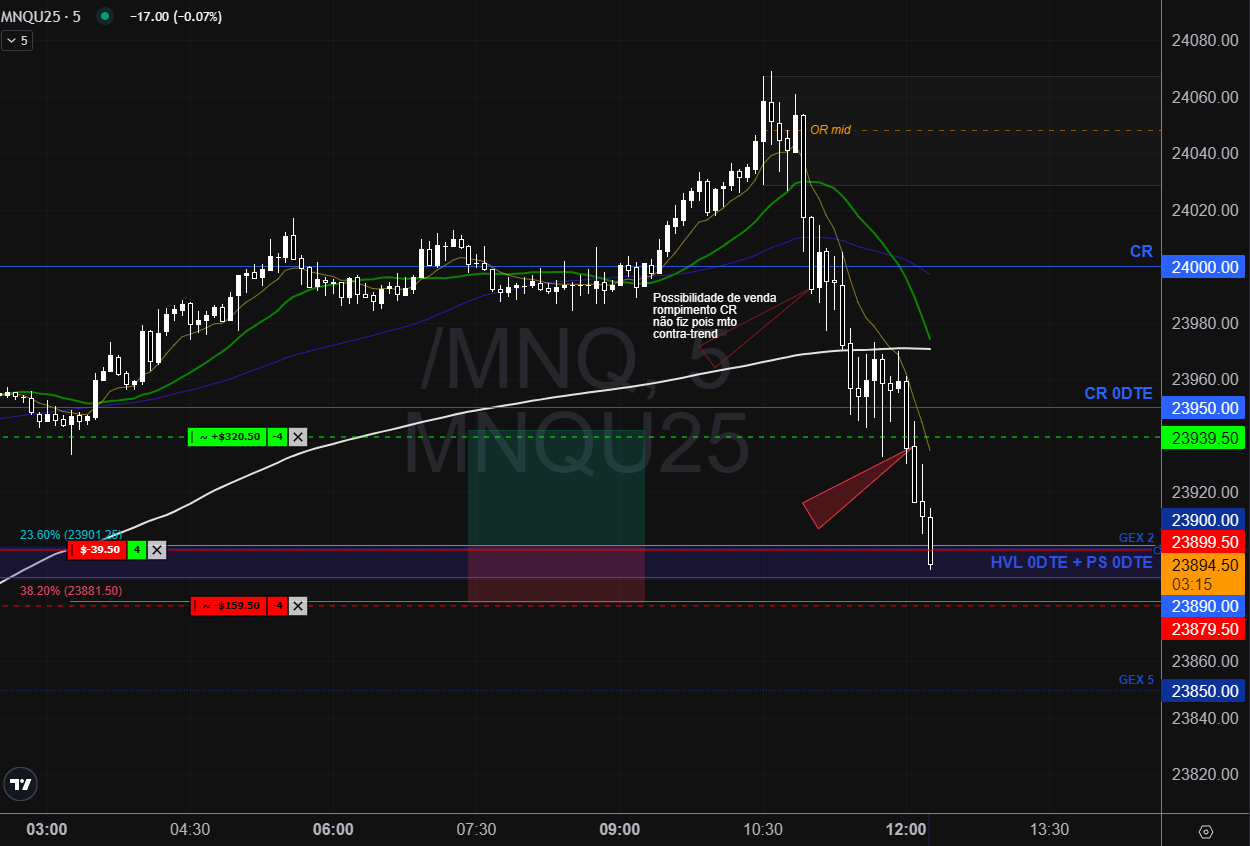 MNQU25 · 5 −17.00 (−0.07%)
5
24080.00
24060.00
OR mid
24040.00
24020.00
CR
24000.00
Possibilidade de venda
rompimento CR
não fiz pois mto
contra-trend
23980.00
/MNQ, 5
23960.00
CR 0DTE
23950.00
MNQU25
~ +$320.50 -4 X
23939.50
23920.00
23.60% (23901.25)
GEX 2
23900.00
$-39.50 4 X
23899.50
HVL 0DTE + PS 0DTE
23894.50
03:15
38.20% (23881.50)
~ -$159.50 -4 X
23890.00
23879.50
23860.00
GEX 5
23850.00
23840.00
23820.00
03:00 04:30 06:00 07:30 09:00 10:30 12:00 13:30